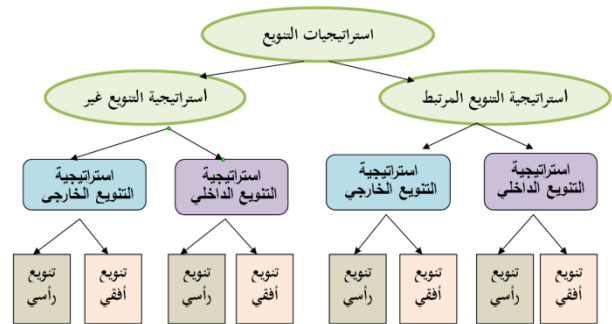 استراتيجيات التنويع
استراتيجية التنويع المرتبط
استراتيجية التنويع غير
استراتيجية
التنويع الداخلي
استراتيجية
التنويع الخارجي
استراتيجية
التنويع الداخلي
استراتيجية
التنويع الخارجى
تنويع
أفقي
تنويع
رأسي
تنويع
أفقي
تنويع
رأسي
تنويع
أفقي
تنويع
رأسي
تنويع
أفقي
تنويع
رأسي